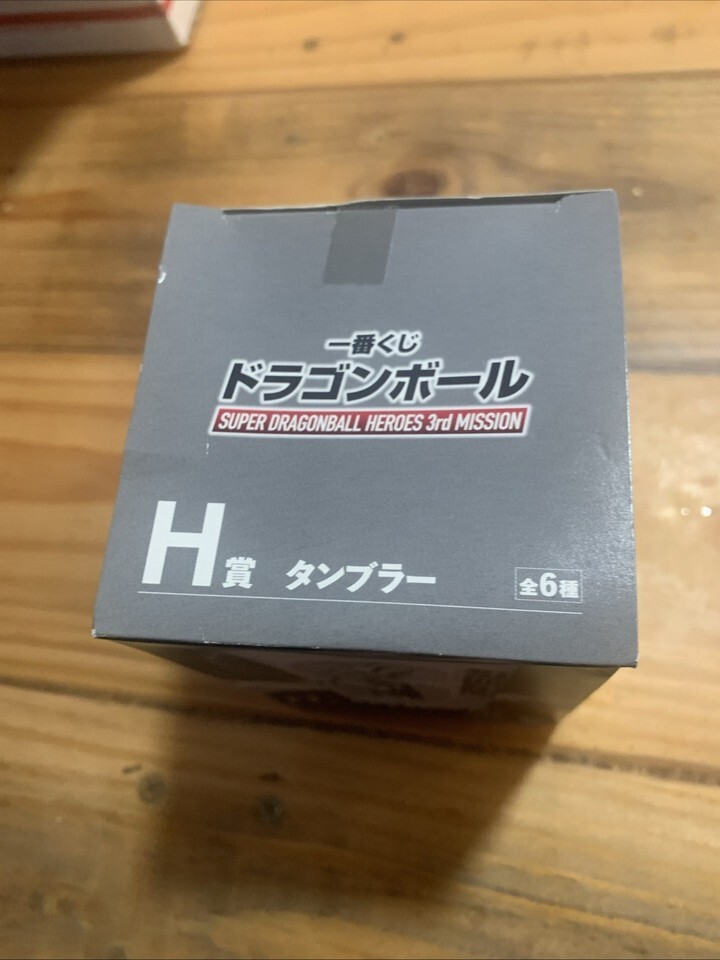 一番くじ
ドラゴンボール
SUPER DRAGONBALL HEROES 3rd MISSION
H賞 タンブラー 全6種